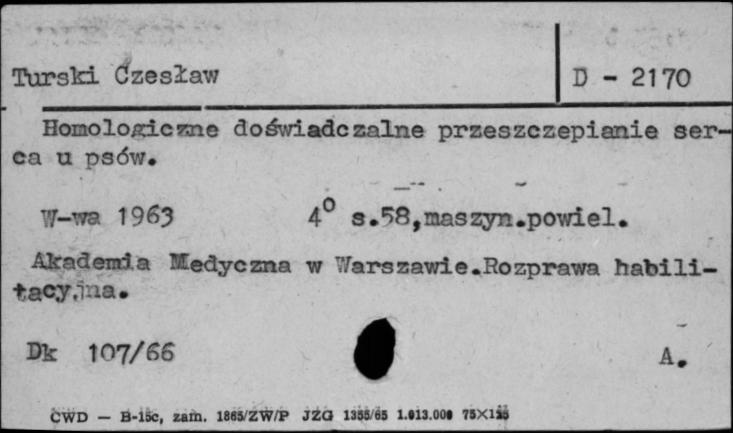 Turski Czesław D - 2170
Homologiczne doświadczalne przeszczepianie ser-
ca u psów.
W-wa 1963 4° s.58,maszyn.powiel.
Akademia Medyczna w Warszawie.Rozprawa habili-
tacyjna.
Dk 107/66 A.
CWD — B-15c, zam. 1865/ZW/P JZG 1355/65 1.013.000 75X125